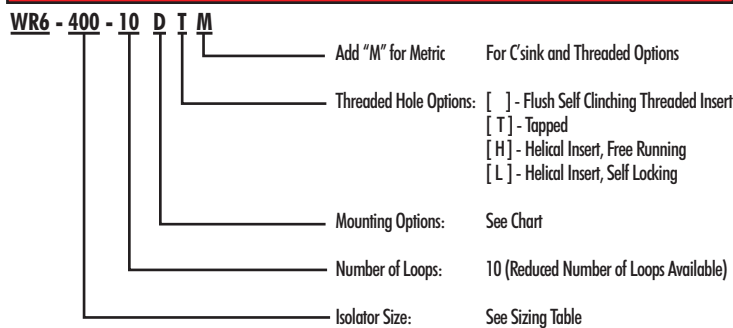 WR6 - 400 - 10 D T M
Add "M" for Metric For C'sink and Threaded Options
Threaded Hole Options: [ ] - Flush Self Clinching Threaded Insert
[ T ] - Tapped
[ H ] - Helical Insert, Free Running
[ L ] - Helical Insert, Self Locking
Mounting Options: See Chart
Number of Loops: 10 (Reduced Number of Loops Available)
Isolator Size: See Sizing Table